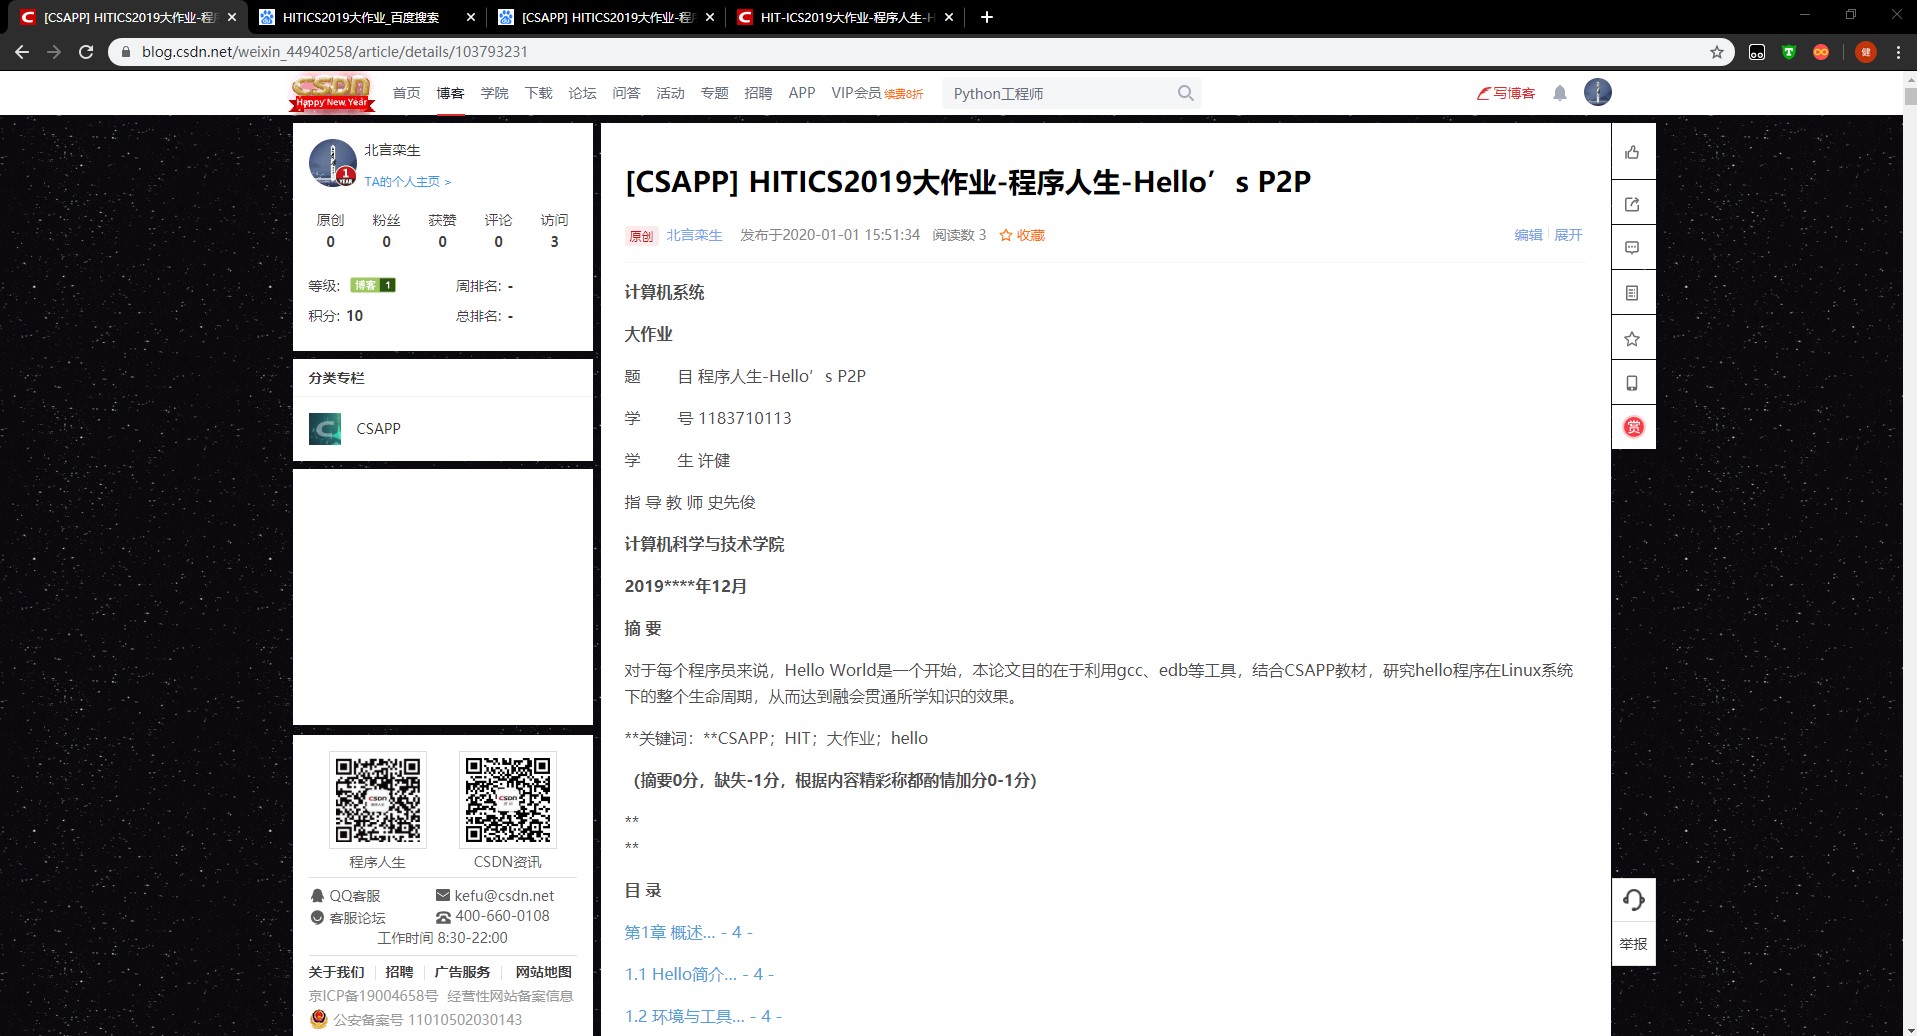 [CSAPP] HITICS2019大作业-程序
HITICS2019大作业_百度搜索
[CSAPP] HITICS2019大作业-程序
HIT-ICS2019大作业-程序人生-H
blog.csdn.net/weixin_44940258/article/details/103793231
健
CSDN
Happy New Year
首页 博客 学院 下载 论坛 问答 活动 专题 招聘 APP VIP会员 续费8折
Python工程师
写博客
北言栾生
1 YEAR
TA的个人主页 >
原创 粉丝 获赞 评论 访问
0 0 0 0 3
等级: 博客 1 周排名: -
积分: 10 总排名: -
分类专栏
CSAPP
程序人生 CSDN资讯
QQ客服 kefu@csdn.net
客服论坛 400-660-0108
工作时间 8:30-22:00
关于我们 招聘 广告服务 网站地图
京ICP备19004658号 经营性网站备案信息
公安备案号 11010502030143
[CSAPP] HITICS2019大作业-程序人生-Hello’s P2P
原创 北言栾生 发布于2020-01-01 15:51:34 阅读数 3 收藏
编辑 展开
计算机系统
大作业
题 目 程序人生-Hello’s P2P
学 号 1183710113
学 生 许健
指 导 教 师 史先俊
计算机科学与技术学院
2019****年12月
摘 要
对于每个程序员来说，Hello World是一个开始，本论文目的在于利用gcc、edb等工具，结合CSAPP教材，研究hello程序在Linux系统
下的整个生命周期，从而达到融会贯通所学知识的效果。
**关键词：**CSAPP；HIT；大作业；hello
（摘要0分，缺失-1分，根据内容精彩称都酌情加分0-1分）
**
**
目 录
第1章 概述... - 4 -
1.1 Hello简介... - 4 -
1.2 环境与工具... - 4 -
赏
举报